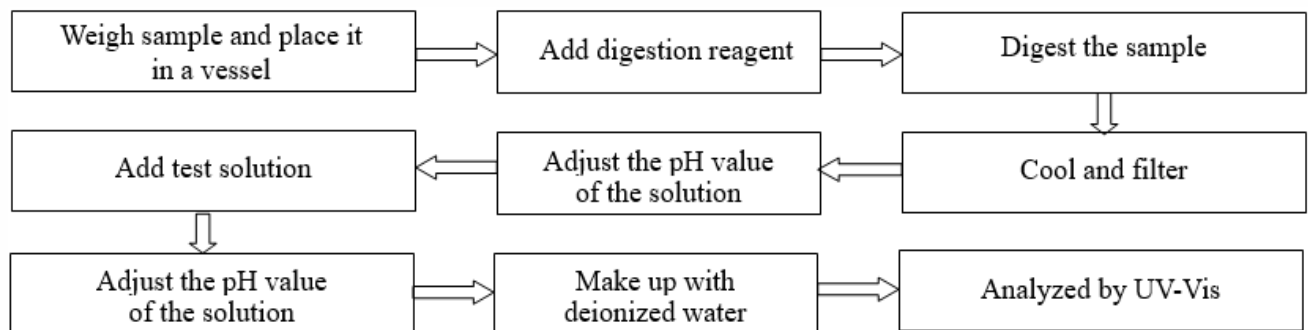 Weigh sample and place it
in a vessel
Add digestion reagent
Digest the sample
Cool and filter
Adjust the pH value
of the solution
Add test solution
Adjust the pH value
of the solution
Make up with
deionized water
Analyzed by UV-Vis